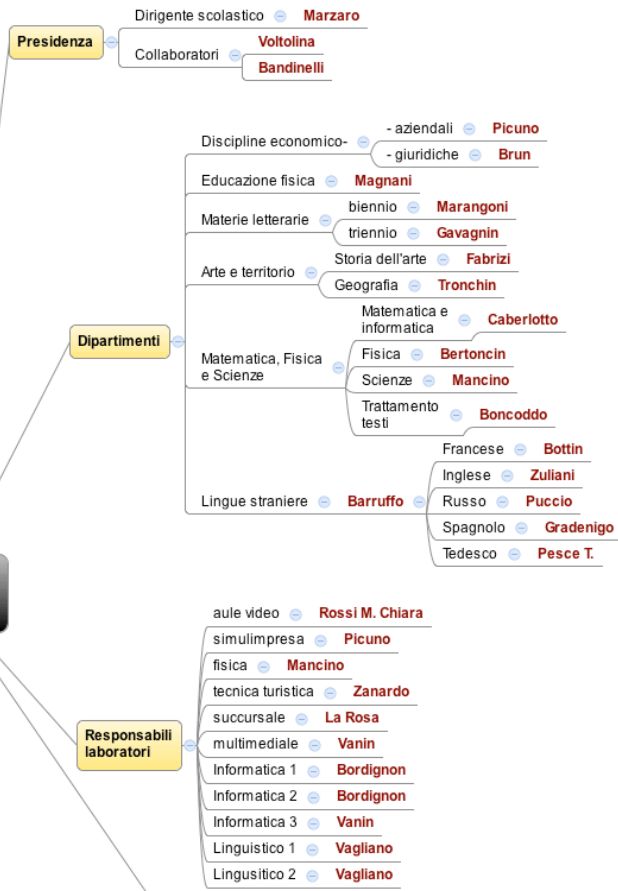 Presidenza
Dirigente scolastico Marzaro
Collaboratori
Voltolina
Bandinelli
Dipartimenti
Discipline economico-
- aziendali Picuno
- giuridiche Brun
Educazione fisica Magnani
Materie letterarie
biennio Marangoni
triennio Gavagnin
Arte e territorio
Storia dell'arte Fabrizi
Geografia Tronchin
Matematica, Fisica
e Scienze
Matematica e
informatica Caberlotto
Fisica Bertoncin
Scienze Mancino
Trattamento
testi Boncoddo
Lingue straniere Barruffo
Francese Bottin
Inglese Zuliani
Russo Puccio
Spagnolo Gradenigo
Tedesco Pesce T.
Responsabili
laboratori
aule video Rossi M. Chiara
simulimpresa Picuno
fisica Mancino
tecnica turistica Zanardo
succursale La Rosa
multimediale Vanin
Informatica 1 Bordignon
Informatica 2 Bordignon
Informatica 3 Vanin
Linguistico 1 Vagliano
Lingusitico 2 Vagliano